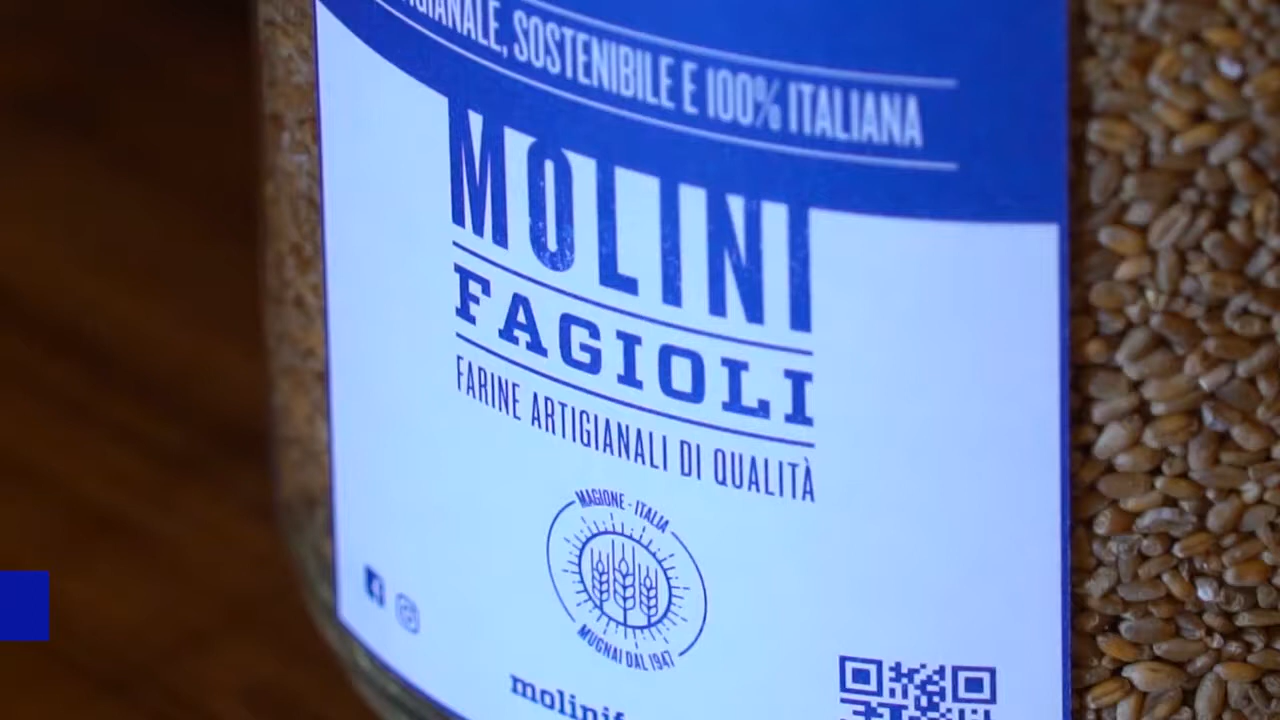 SOSTENIBILE E 100% ITALIANA
MOLINI
FAGIOLI
FARINE ARTIGIANALI DI QUALITÀ
MAGIONE - ITALIA
MUGNAI DAL 1947